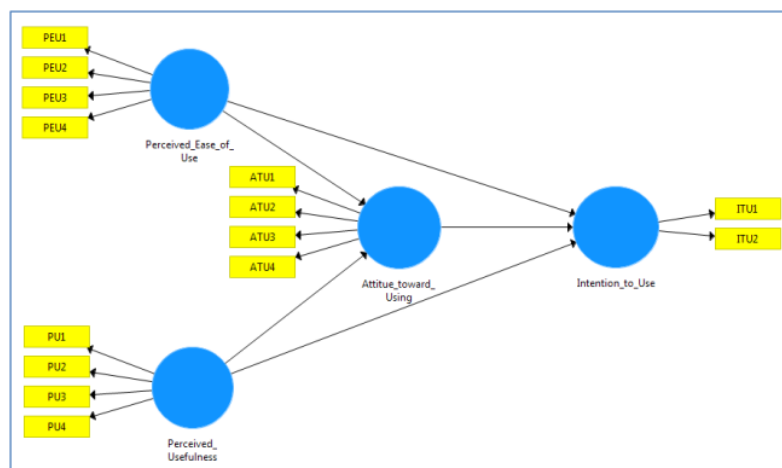 PEU1
PEU2
PEU3
PEU4
Perceived_Ease_of_
Use
ATU1
ATU2
ATU3
ATU4
Attitue_toward_
Using
ITU1
ITU2
Intention_to_Use
PU1
PU2
PU3
PU4
Perceived_
Usefulness